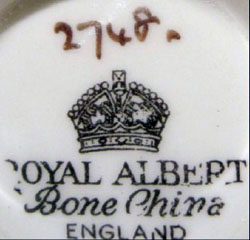 2748.
ROYAL ALBERT
Bone China
ENGLAND